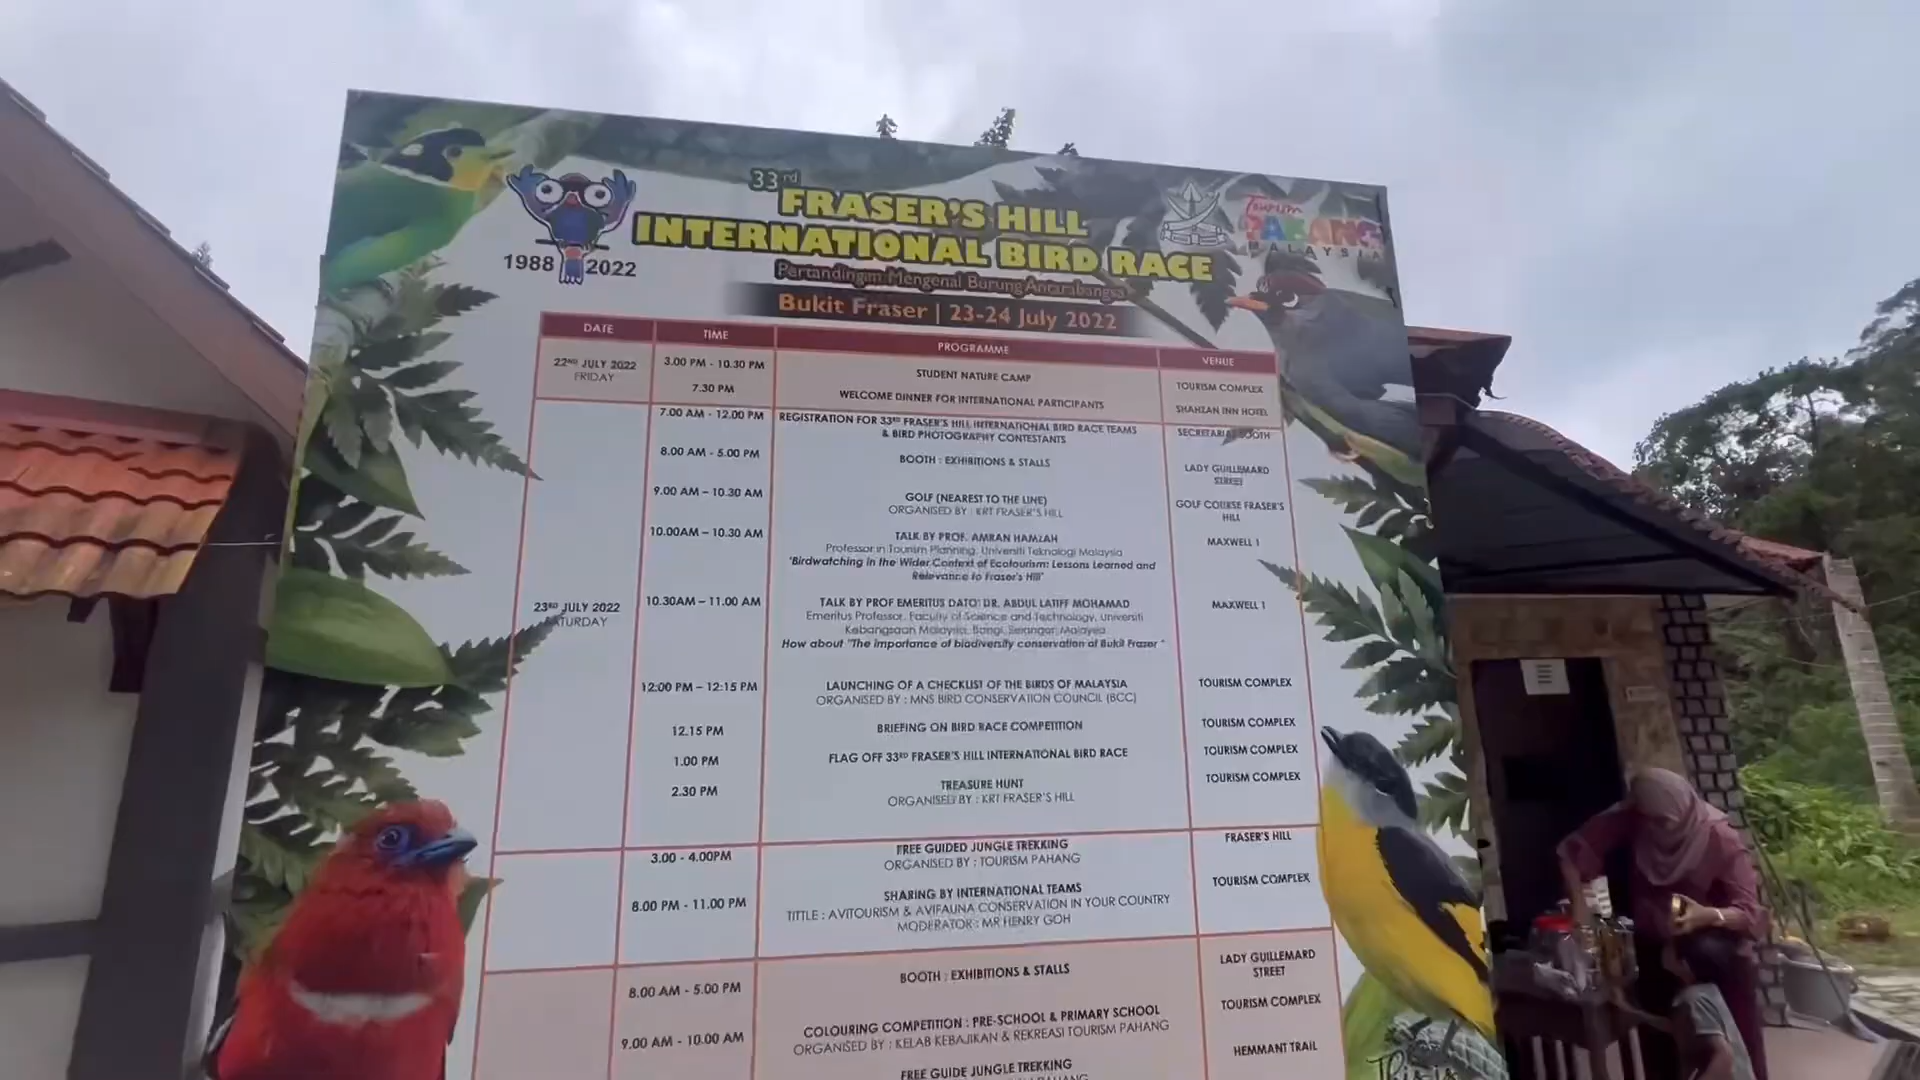 33rd
FRASER'S HILL
INTERNATIONAL BIRD RACE
Pertandingan Mengenal Burung Antarabangsa
Bukit Fraser | 23-24 July 2022
1988 2022
Tourism
PAHANG
MALAYSIA
DATE TIME PROGRAMME VENUE
22ND JULY 2022
FRIDAY
3.00 PM - 10.30 PM STUDENT NATURE CAMP TOURISM COMPLEX
7.30 PM WELCOME DINNER FOR INTERNATIONAL PARTICIPANTS SHAHZAN INN HOTEL
23RD JULY 2022
SATURDAY
7.00 AM - 12.00 PM REGISTRATION FOR 33RD FRASER'S HILL INTERNATIONAL BIRD RACE TEAMS SECRETARIAT BOOTH
& BIRD PHOTOGRAPHY CONTESTANTS
8.00 AM - 5.00 PM BOOTH : EXHIBITIONS & STALLS LADY GUILLEMARD
STREET
9.00 AM – 10.30 AM GOLF (NEAREST TO THE LINE) GOLF COURSE FRASER'S
ORGANISED BY : KRT FRASER'S HILL HILL
10.00AM – 10.30 AM TALK BY PROF. AMRAN HAMZAH MAXWELL 1
Professor in Tourism Planning, Universiti Teknologi Malaysia
"Birdwatching in the Wider Context of Ecotourism: Lessons Learned and
Relevance to Fraser's Hill"
10.30AM – 11.00 AM TALK BY PROF EMERITUS DATO' DR. ABDUL LATIFF MOHAMAD MAXWELL 1
Emeritus Professor, Faculty of Science and Technology, Universiti
Kebangsaan Malaysia, Bangi, Selangor, Malaysia
How about "The importance of biodiversity conservation at Bukit Fraser "
12:00 PM – 12:15 PM LAUNCHING OF A CHECKLIST OF THE BIRDS OF MALAYSIA TOURISM COMPLEX
ORGANISED BY : MNS BIRD CONSERVATION COUNCIL (BCC)
12.15 PM BRIEFING ON BIRD RACE COMPETITION TOURISM COMPLEX
1.00 PM FLAG OFF 33RD FRASER'S HILL INTERNATIONAL BIRD RACE TOURISM COMPLEX
2.30 PM TREASURE HUNT TOURISM COMPLEX
ORGANISED BY : KRT FRASER'S HILL
3.00 - 4.00PM FREE GUIDED JUNGLE TREKKING FRASER'S HILL
ORGANISED BY : TOURISM PAHANG
8.00 PM - 11.00 PM SHARING BY INTERNATIONAL TEAMS TOURISM COMPLEX
TITTLE : AVITOURISM & AVIFAUNA CONSERVATION IN YOUR COUNTRY
MODERATOR : MR HENRY GOH
8.00 AM - 5.00 PM BOOTH : EXHIBITIONS & STALLS LADY GUILLEMARD
STREET
9.00 AM - 10.00 AM COLOURING COMPETITION : PRE-SCHOOL & PRIMARY SCHOOL TOURISM COMPLEX
ORGANISED BY : KELAB KEBAJIKAN & REKREASI TOURISM PAHANG
FREE GUIDE JUNGLE TREKKING HEMMANT TRAIL
This is